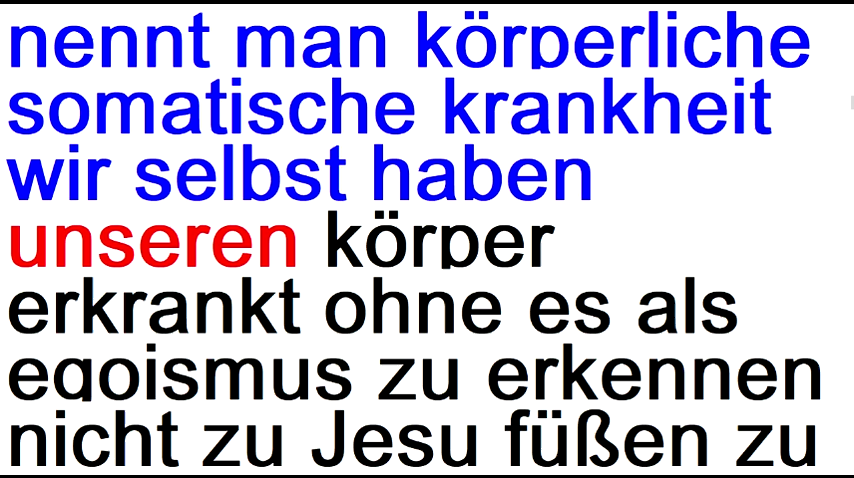 nennt man körperliche
somatische krankheit
wir selbst haben
unseren körper
erkrankt ohne es als
egoismus zu erkennen
nicht zu Jesu füßen zu